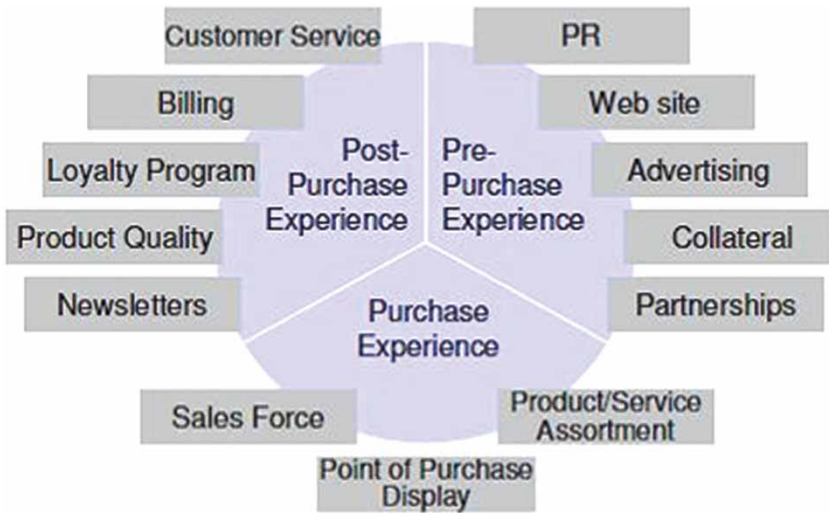 Customer Service
PR
Billing
Web site
Loyalty Program
Post-
Purchase
Experience
Pre-
Purchase
Experience
Advertising
Product Quality
Collateral
Newsletters
Partnerships
Purchase
Experience
Sales Force
Product/Service
Assortment
Point of Purchase
Display